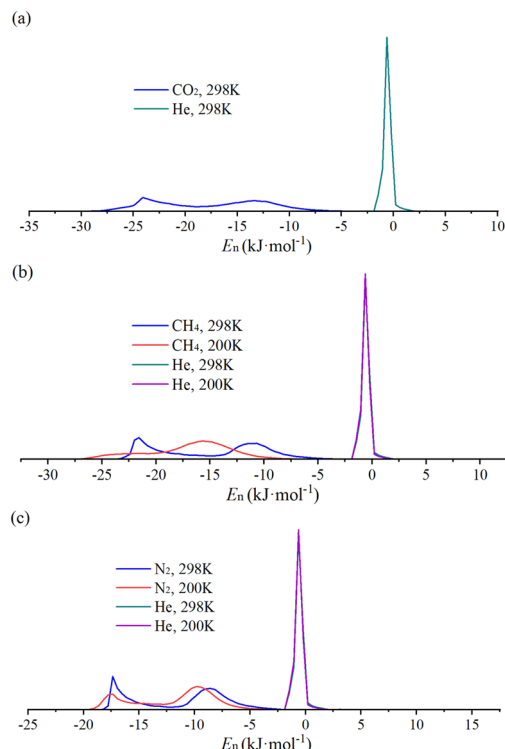 (a)
CO₂, 298K
He, 298K
-35 -30 -25 -20 -15 -10 -5 0 5 10
Eₙ (kJ·mol⁻¹)
(b)
CH₄, 298K
CH₄, 200K
He, 298K
He, 200K
-30 -25 -20 -15 -10 -5 0 5 10
Eₙ (kJ·mol⁻¹)
(c)
N₂, 298K
N₂, 200K
He, 298K
He, 200K
-25 -20 -15 -10 -5 0 5 10 15
Eₙ (kJ·mol⁻¹)